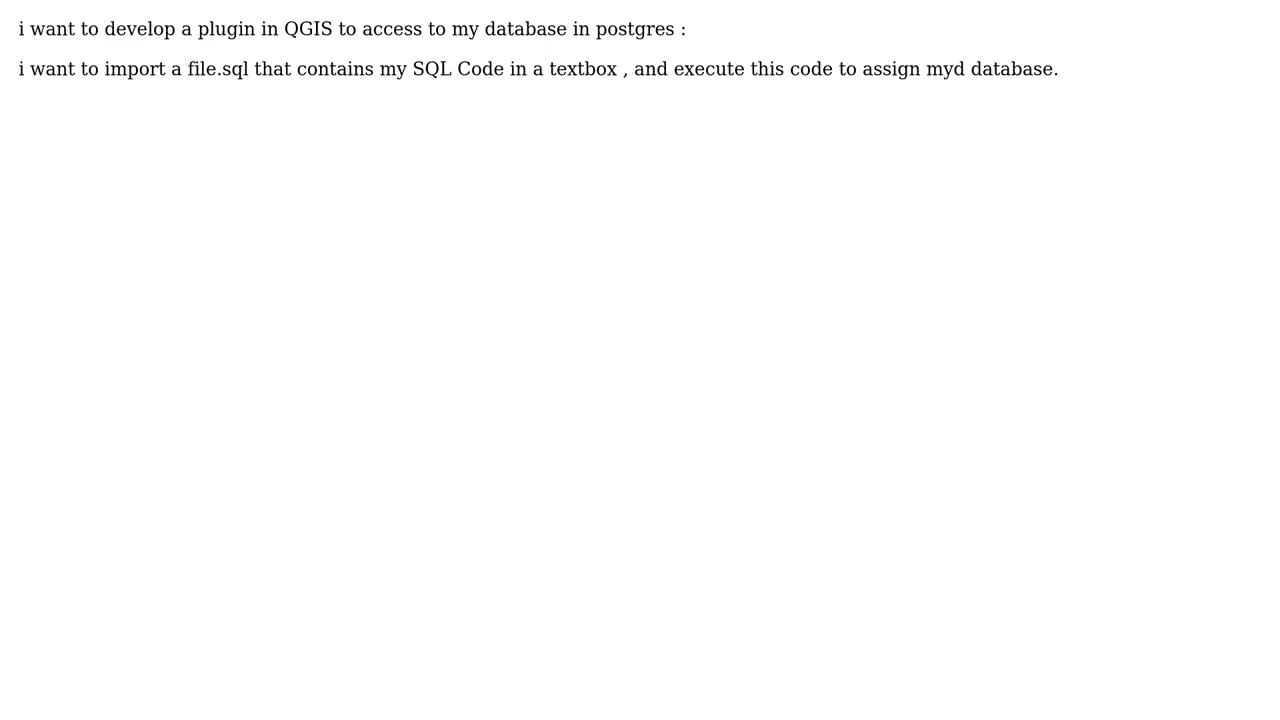 i want to develop a plugin in QGIS to access to my database in postgres :
i want to import a file.sql that contains my SQL Code in a textbox , and execute this code to assign myd database.